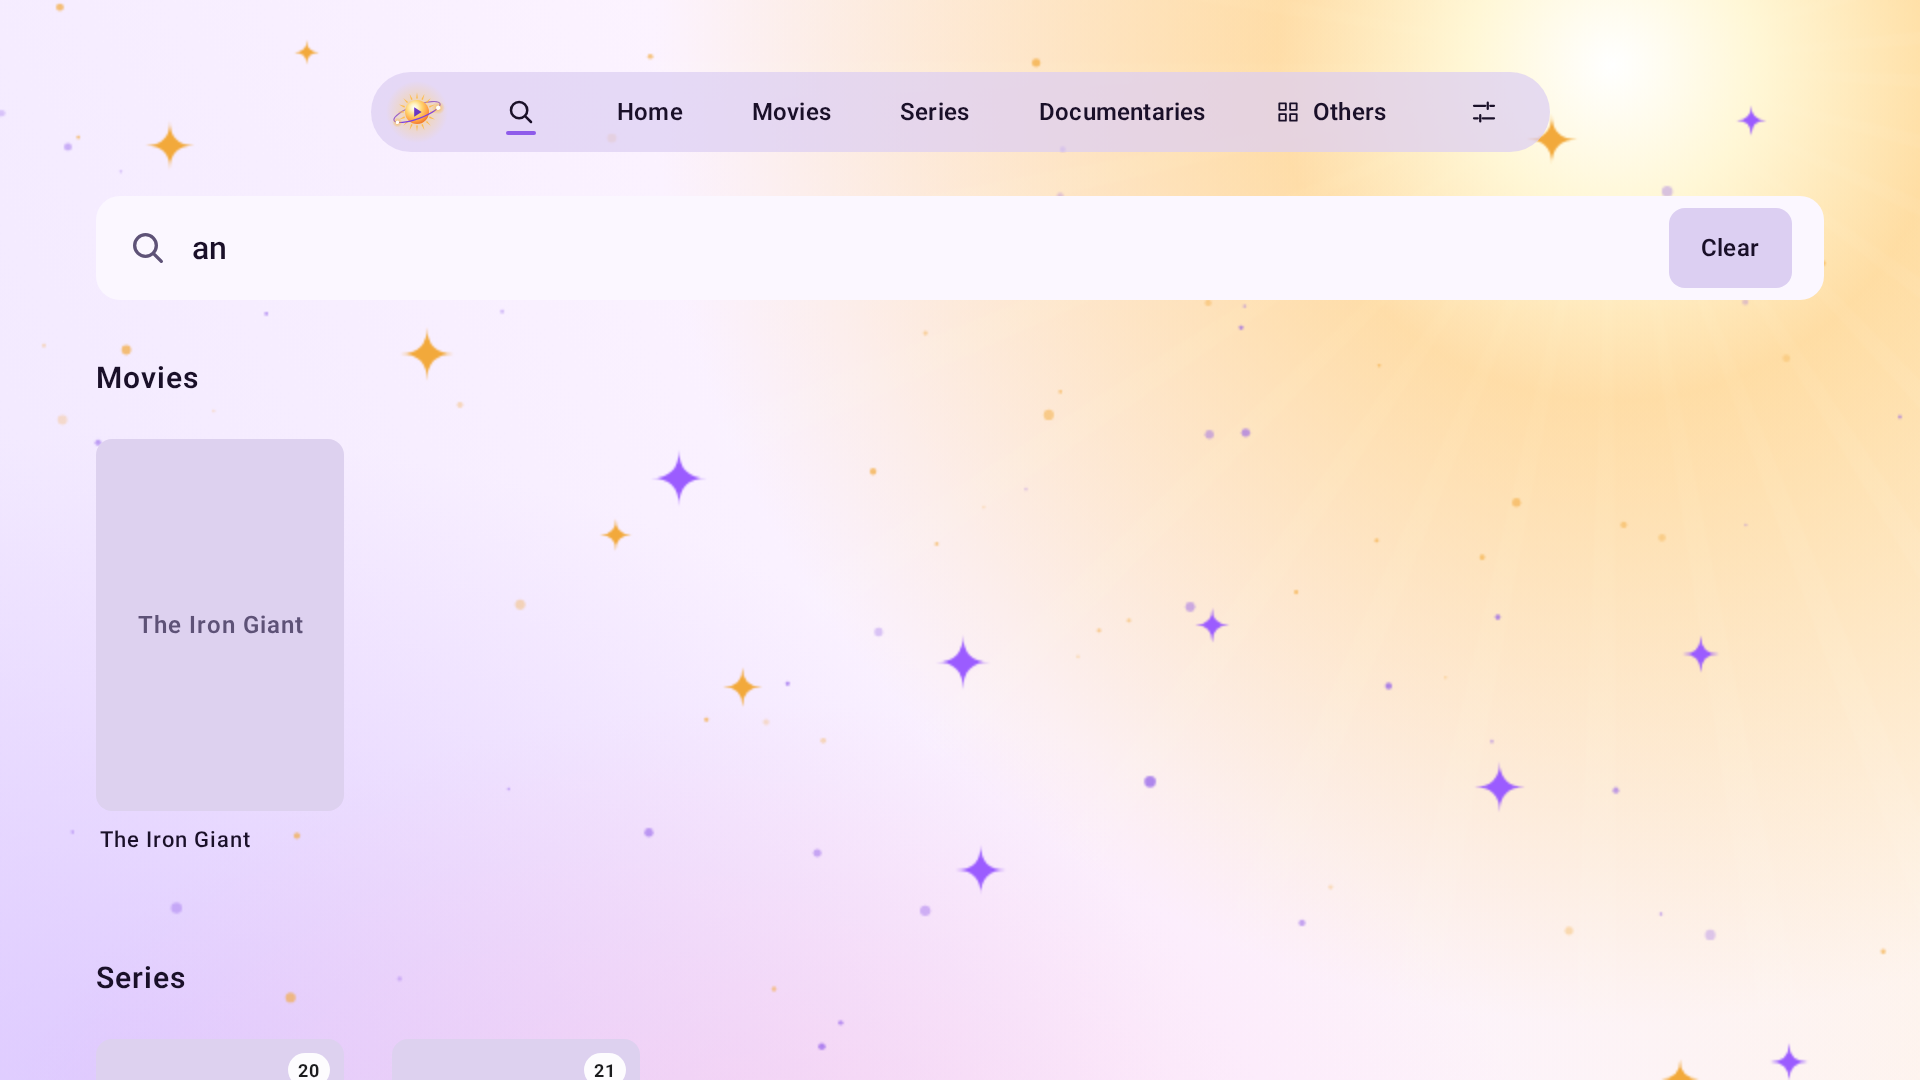 Home Movies Series Documentaries Others
an
Clear
Movies
The Iron Giant
The Iron Giant
Series
20
21